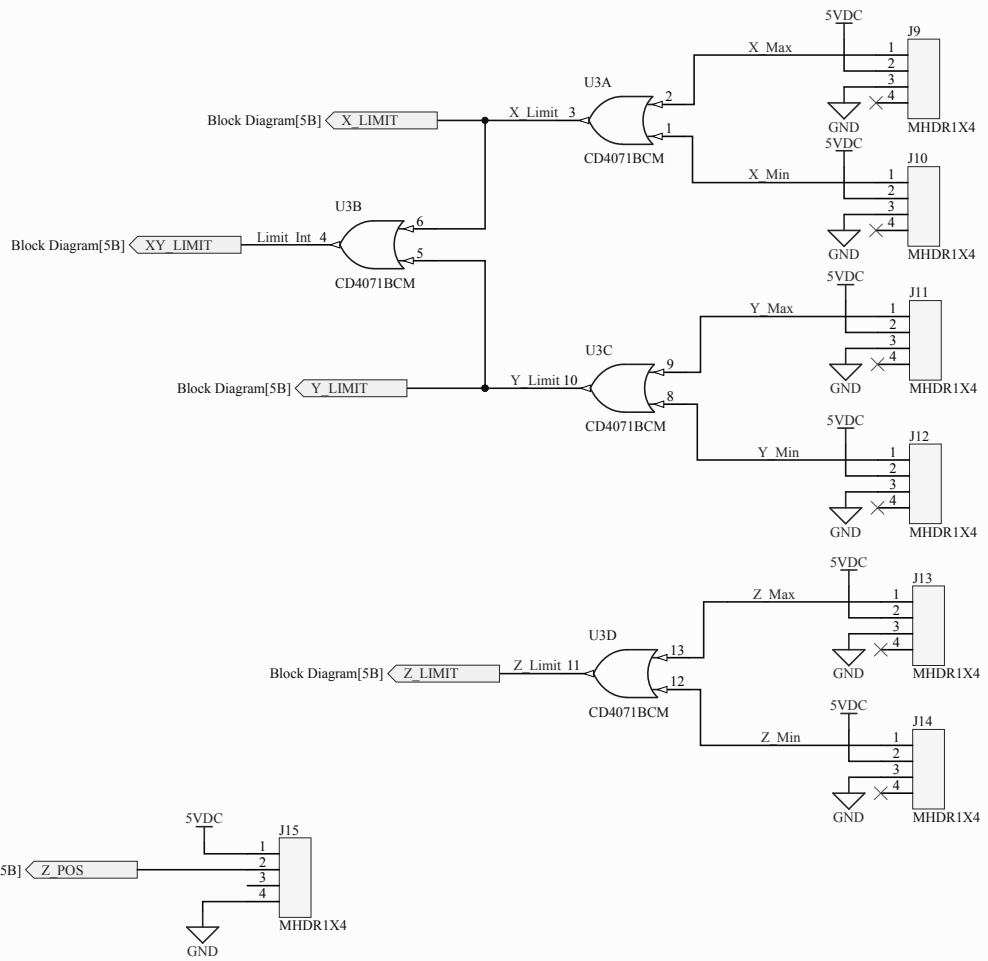 5VDC
J9
X_Max
1
2
3
4
GND
MHDR1X4
U3A
2
1
X_Limit 3
CD4071BCM
Block Diagram[5B] X_LIMIT
5VDC
J10
X_Min
1
2
3
4
GND
MHDR1X4
U3B
6
5
Block Diagram[5B] XY_LIMIT
Limit_Int 4
CD4071BCM
5VDC
J11
Y_Max
1
2
3
4
GND
MHDR1X4
U3C
9
8
Block Diagram[5B] Y_LIMIT
Y_Limit 10
CD4071BCM
5VDC
J12
Y_Min
1
2
3
4
GND
MHDR1X4
5VDC
J13
Z_Max
1
2
3
4
GND
MHDR1X4
U3D
13
12
Block Diagram[5B] Z_LIMIT
Z_Limit 11
CD4071BCM
5VDC
J14
Z_Min
1
2
3
4
GND
MHDR1X4
5VDC
J15
1
2
3
4
5B] Z_POS
GND
MHDR1X4